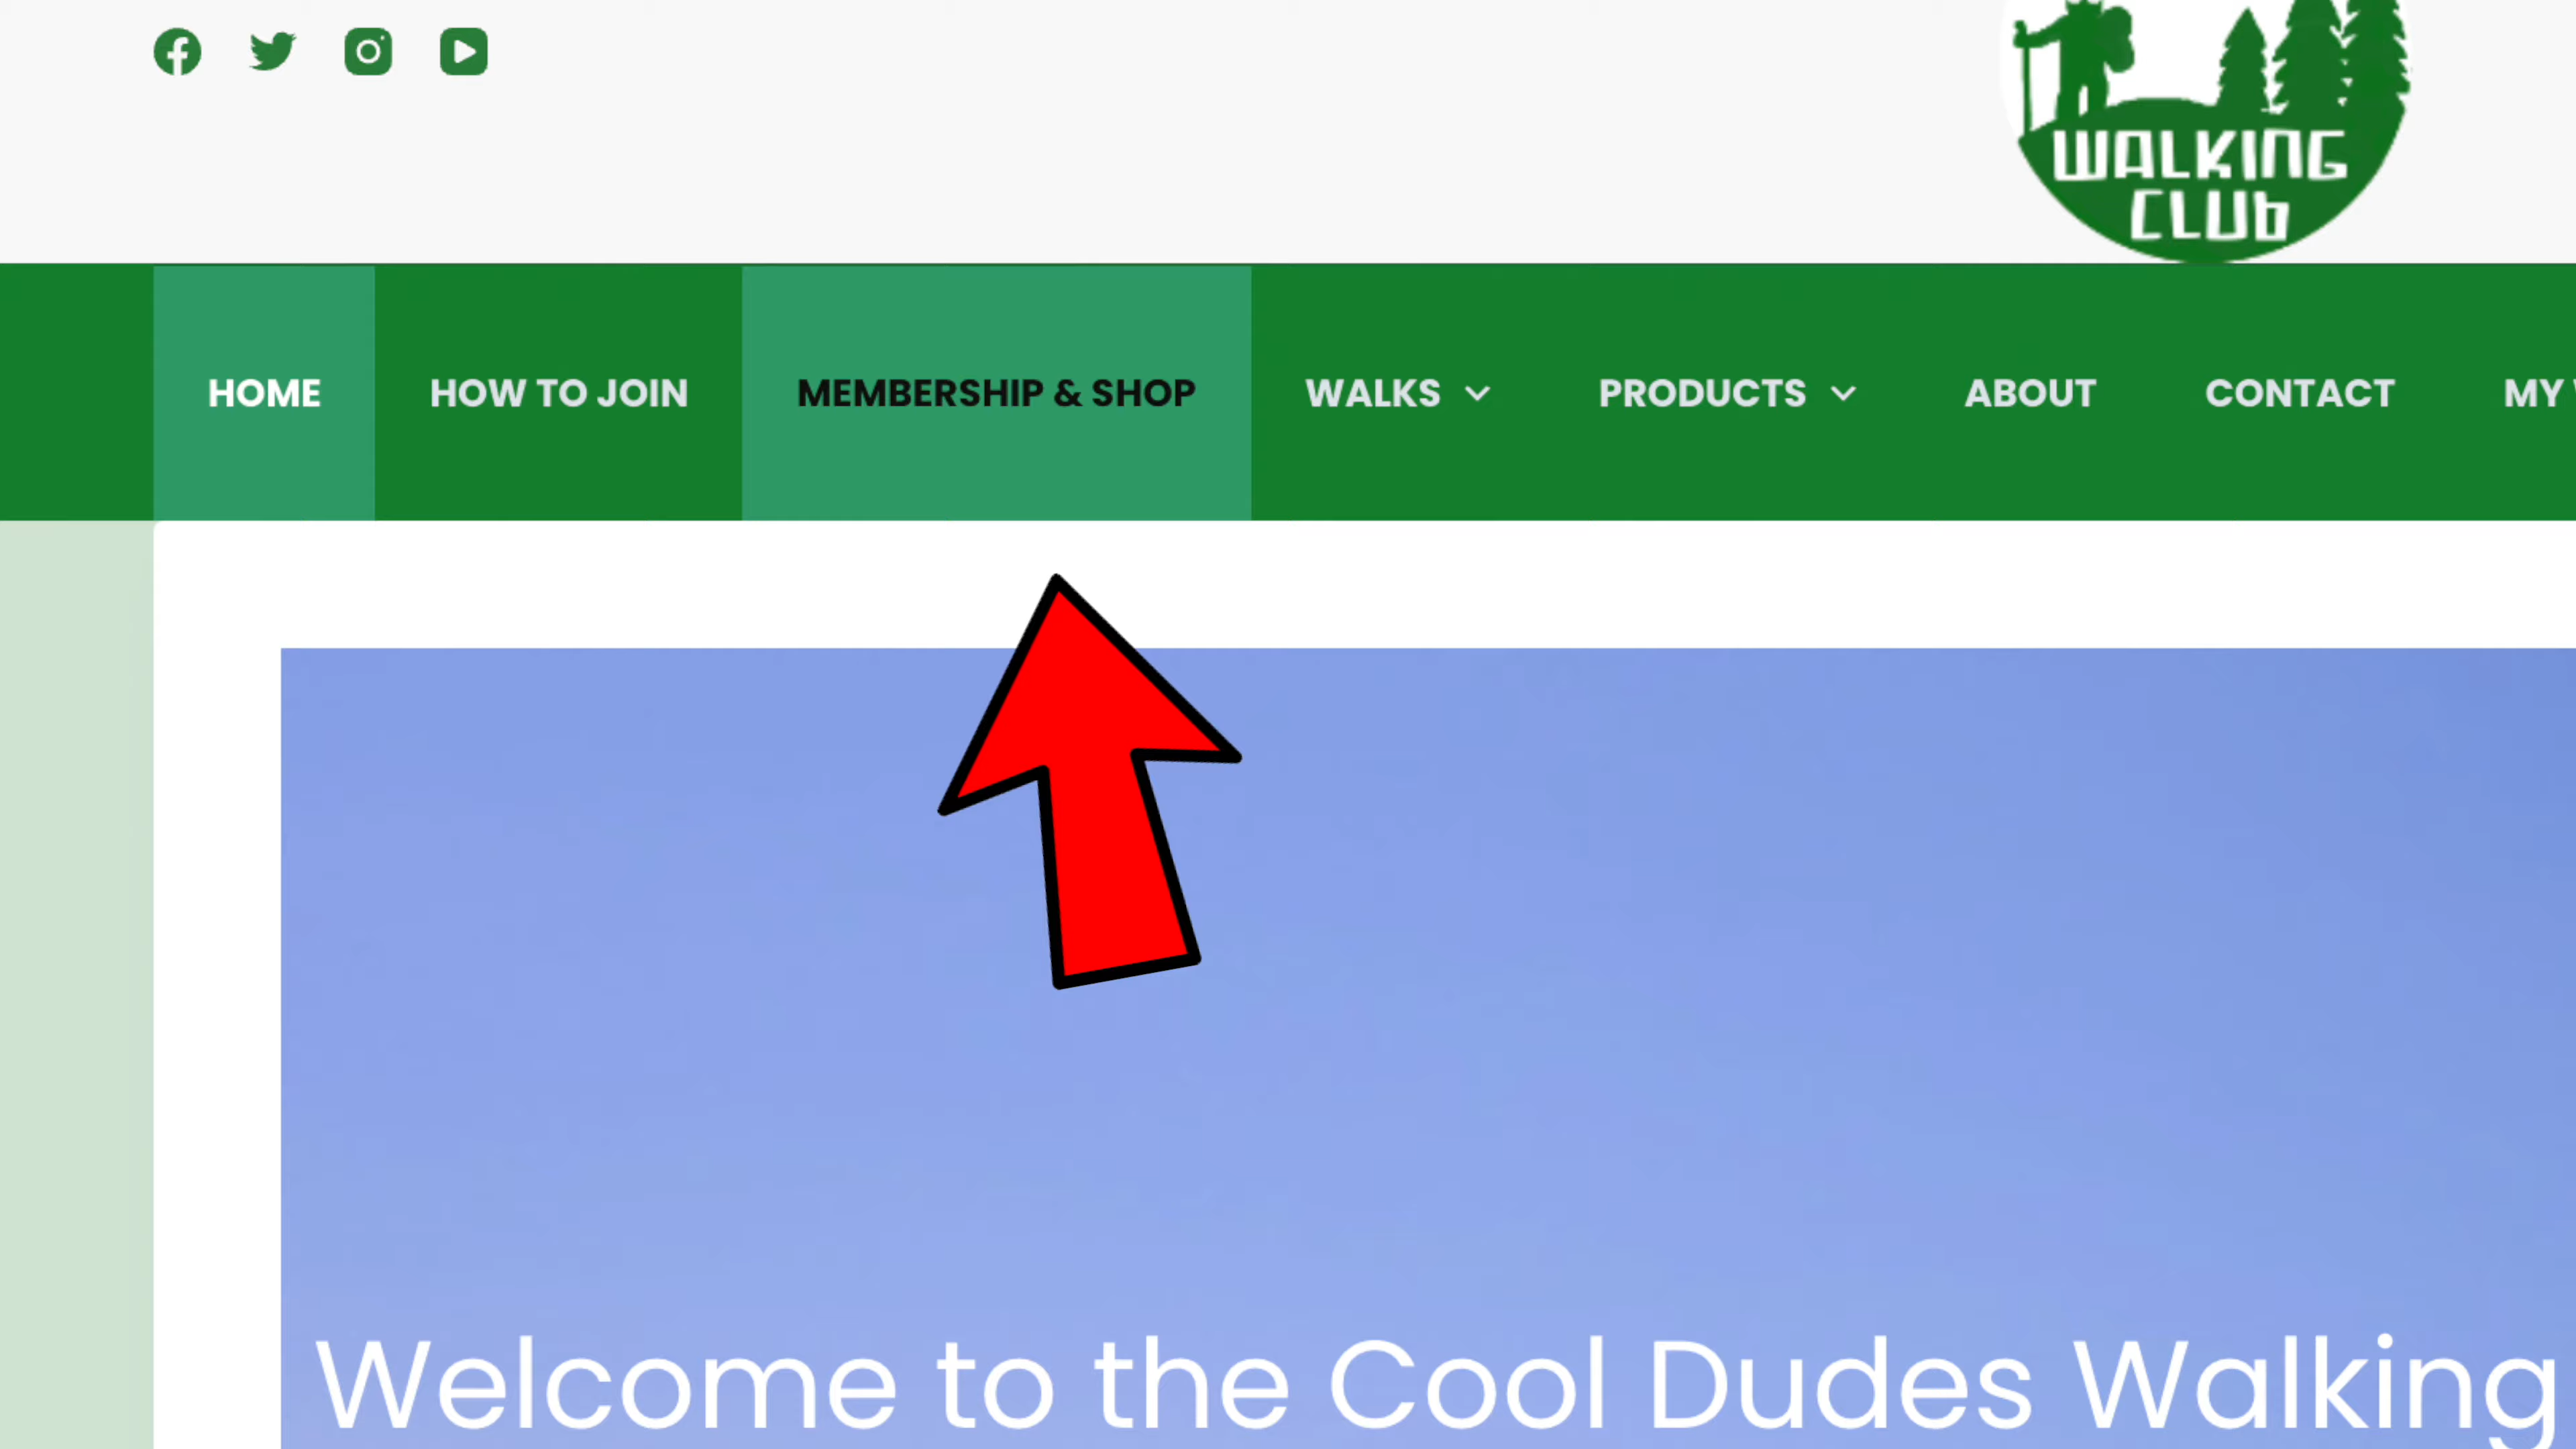 WALKING
CLUb
HOME HOW TO JOIN MEMBERSHIP & SHOP WALKS PRODUCTS ABOUT CONTACT MY
Welcome to the Cool Dudes Walking